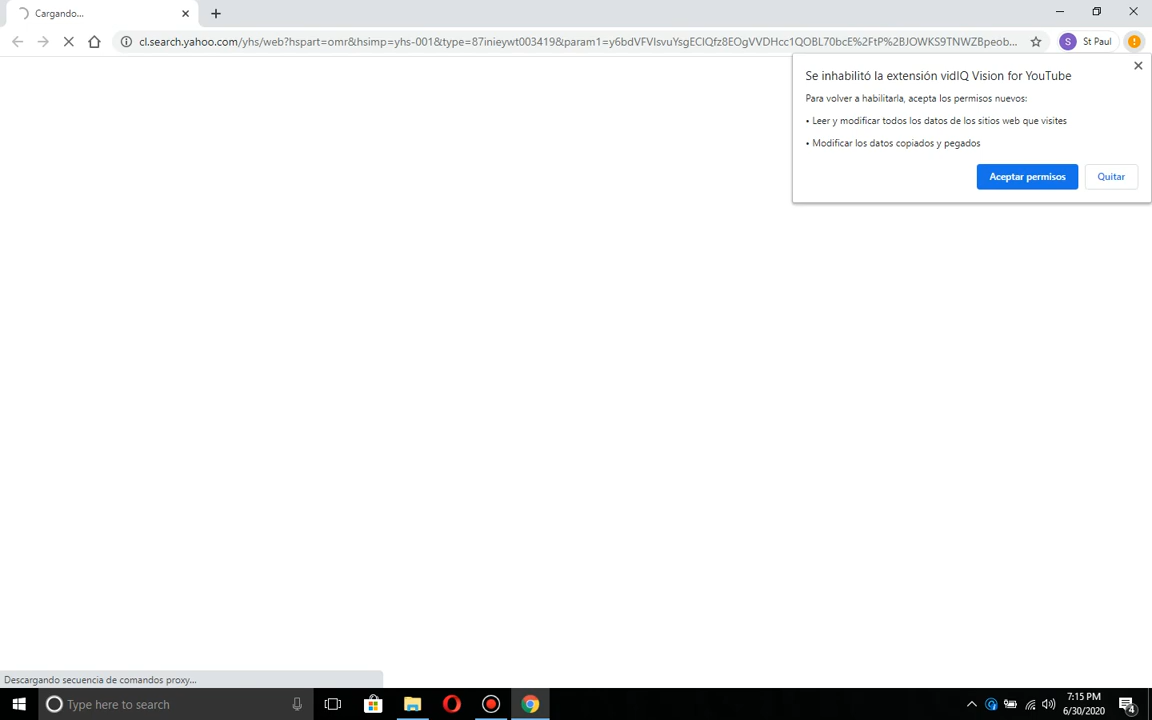 Cargando...
cl.search.yahoo.com/yhs/web?hspart=omr&hsimp=yhs-001&type=87inieywt003419&param1=
S St Paul
Se inhabilitó la extensión vidIQ Vision for YouTube
Para volver a habilitarla, acepta los permisos nuevos:
• Leer y modificar todos los datos de los sitios web que visites
• Modificar los datos copiados y pegados
Aceptar permisos Quitar
Descargando secuencia de comandos proxy...
Type here to search
7:15 PM
6/30/2020
4